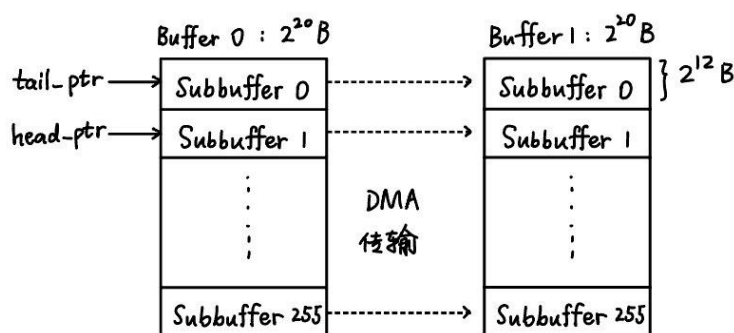 Buffer 0 : 2²⁰B
Buffer 1 : 2²⁰B
tail_ptr
Subbuffer 0
Subbuffer 0
2¹² B
head_ptr
Subbuffer 1
Subbuffer 1
DMA
传输
Subbuffer 255
Subbuffer 255